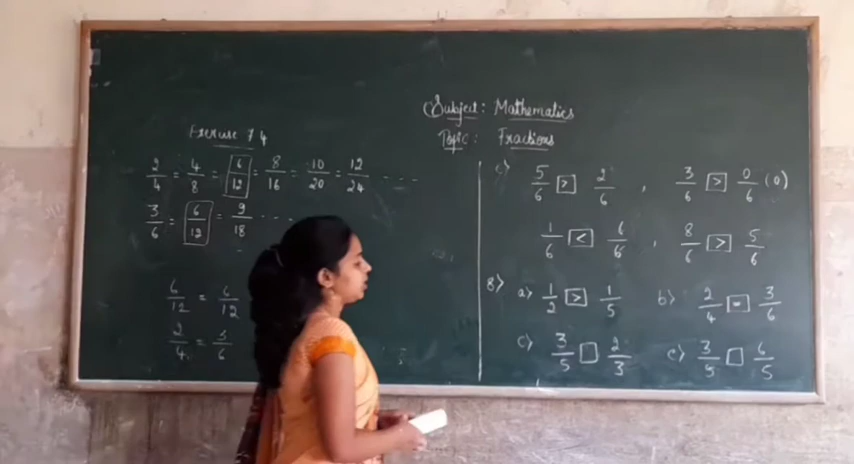 Subject: Mathematics
Topic: Fractions
Exercise 7.4
2/4 = 4/8 = 6/12 = 8/16 = 10/20 = 12/24 ....
3/6 = 6/12 = 9/18 ....
6/12 = 6/12
2/4 = 3/6
c) 5/6 > 2/6 , 3/6 > 0/6 (0)
1/6 < 6/6 , 8/6 > 5/6
8) a) 1/2 > 1/5 b) 2/4 = 3/6
c) 3/5 □ 2/3 e) 3/5 □ 6/5